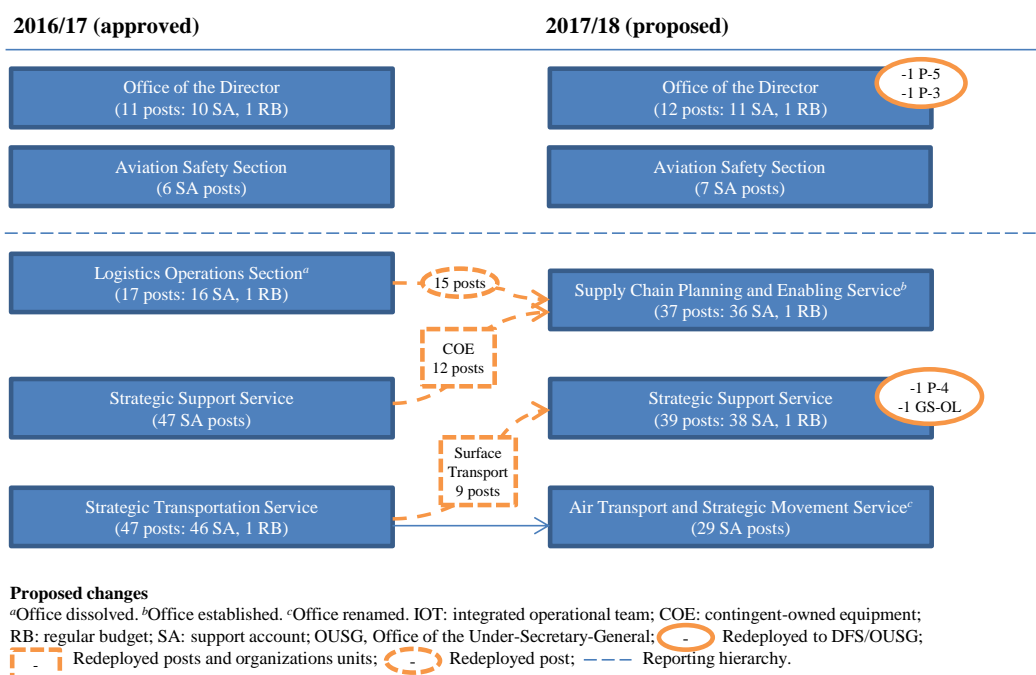 2016/17 (approved)
2017/18 (proposed)
Office of the Director
(11 posts: 10 SA, 1 RB)
Office of the Director
(12 posts: 11 SA, 1 RB)
-1 P-5
-1 P-3
Aviation Safety Section
(6 SA posts)
Aviation Safety Section
(7 SA posts)
Logistics Operations Sectionᵃ
(17 posts: 16 SA, 1 RB)
15 posts
Supply Chain Planning and Enabling Serviceᵇ
(37 posts: 36 SA, 1 RB)
COE
12 posts
Strategic Support Service
(47 SA posts)
Strategic Support Service
(39 posts: 38 SA, 1 RB)
-1 P-4
-1 GS-OL
Surface
Transport
9 posts
Strategic Transportation Service
(47 posts: 46 SA, 1 RB)
Air Transport and Strategic Movement Serviceᶜ
(29 SA posts)
Proposed changes
ᵃOffice dissolved. ᵇOffice established. ᶜOffice renamed. IOT: integrated operational team; COE: contingent-owned equipment;
RB: regular budget; SA: support account; OUSG, Office of the Under-Secretary-General; - Redeployed to DFS/OUSG;
- Redeployed posts and organizations units; - Redeployed post; Reporting hierarchy.